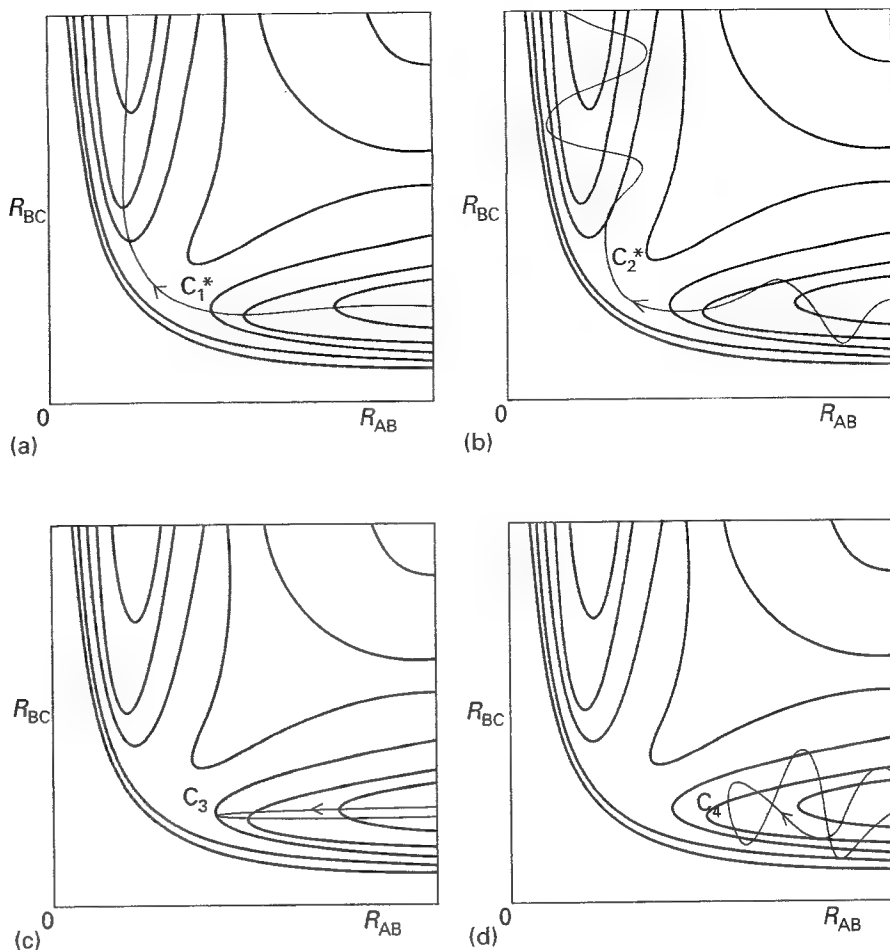 R_BC
C_1^*
0
R_AB
(a)
R_BC
C_2^*
0
R_AB
(b)
R_BC
C_3
0
R_AB
(c)
R_BC
C_4
0
R_AB
(d)